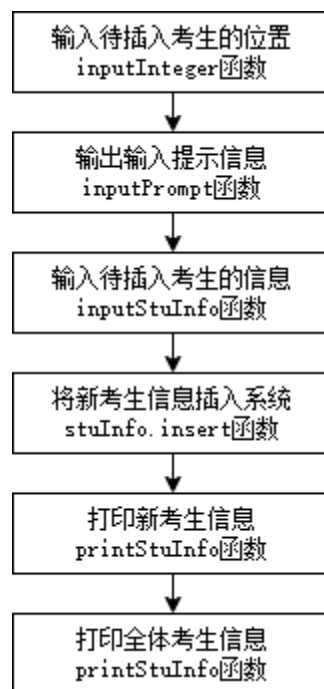 输入待插入考生的位置
inputInteger函数
输出输入提示信息
inputPrompt函数
输入待插入考生的信息
inputStuInfo函数
将新考生信息插入系统
stuInfo.insert函数
打印新考生信息
printStuInfo函数
打印全体考生信息
printStuInfo函数